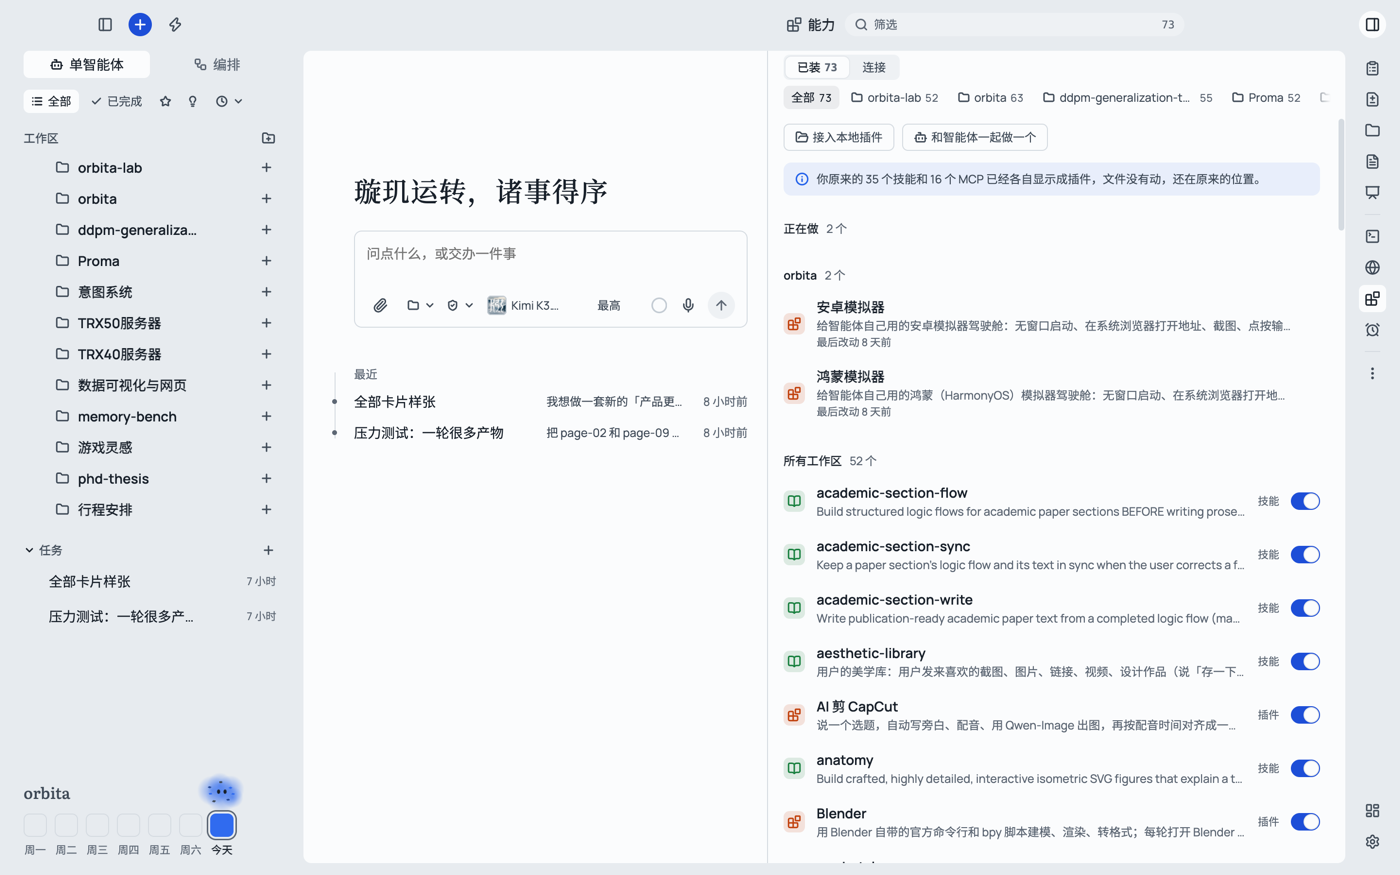 能力
筛选
73
单智能体
编排
全部
已完成
工作区
orbita-lab
orbita
ddpm-generaliza...
Proma
意图系统
TRX50服务器
TRX40服务器
数据可视化与网页
memory-bench
游戏灵感
phd-thesis
行程安排
任务
全部卡片样张 7 小时
压力测试：一轮很多产... 7 小时
orbita
周一 周二 周三 周四 周五 周六 今天
璇玑运转，诸事得序
问点什么，或交办一件事
Kimi K3... 最高
最近
全部卡片样张 我想做一套新的「产品更... 8 小时前
压力测试：一轮很多产物 把 page-02 和 page-09 ... 8 小时前
已装 73 连接
全部 73 orbita-lab 52 orbita 63 ddpm-generalization-t... 55 Proma 52
接入本地插件 和智能体一起做一个
你原来的 35 个技能和 16 个 MCP 已经各自显示成插件，文件没有动，还在原来的位置。
正在做 2 个
orbita 2 个
安卓模拟器
给智能体自己用的安卓模拟器驾驶舱：无窗口启动、在系统浏览器打开地址、截图、点按输...
最后改动 8 天前
鸿蒙模拟器
给智能体自己用的鸿蒙（HarmonyOS）模拟器驾驶舱：无窗口启动、在系统浏览器打开地...
最后改动 8 天前
所有工作区 52 个
academic-section-flow
Build structured logic flows for academic paper sections BEFORE writing prose... 技能
academic-section-sync
Keep a paper section's logic flow and its text in sync when the user corrects a f... 技能
academic-section-write
Write publication-ready academic paper text from a completed logic flow (ma... 技能
aesthetic-library
用户的美学库：用户发来喜欢的截图、图片、链接、视频、设计作品（说「存一下... 技能
AI 剪 CapCut
说一个选题，自动写旁白、配音、用 Qwen-Image 出图，再按配音时间对齐成一... 插件
anatomy
Build crafted, highly detailed, interactive isometric SVG figures that explain a t... 技能
Blender
用 Blender 自带的官方命令行和 bpy 脚本建模、渲染、转格式；每轮打开 Blender ... 插件